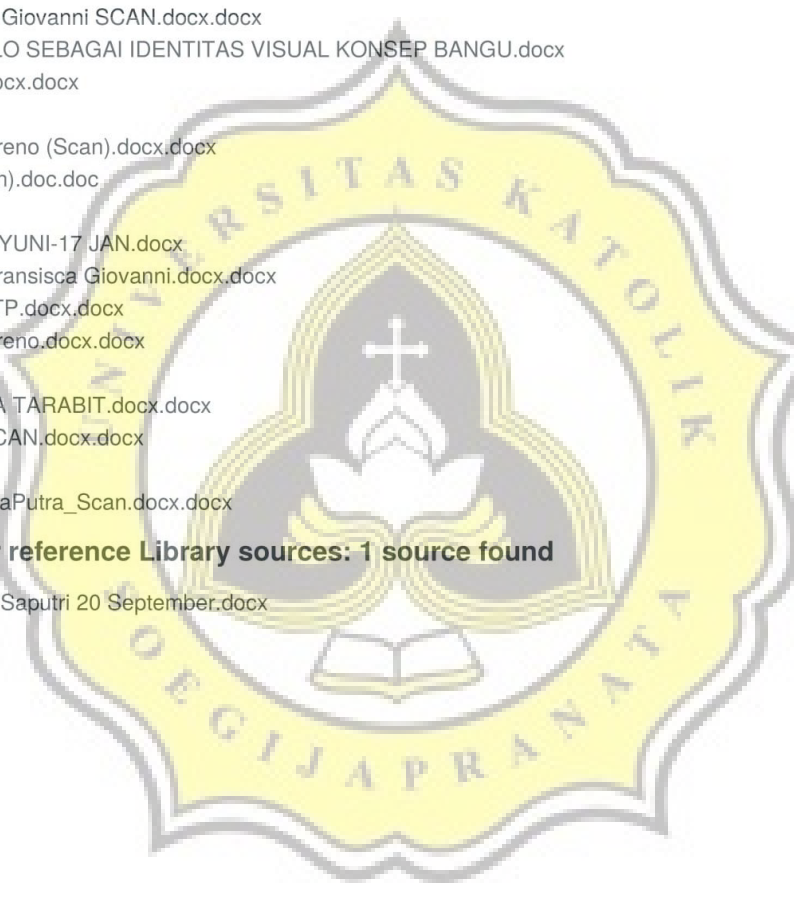 Giovanni SCAN.docx.docx
LO SEBAGAI IDENTITAS VISUAL KONSEP BANGU.docx
ocx.docx
reno (Scan).docx.docx
n).doc.doc
YUNI-17 JAN.docx
ransisca Giovanni.docx.docx
TP.docx.docx
reno.docx.docx
A TARABIT.docx.docx
CAN.docx.docx
aPutra_Scan.docx.docx
reference Library sources: 1 source found
Saputri 20 September.docx
UNIVERSITAS KATOLIK
SOEGIJAPRANATA